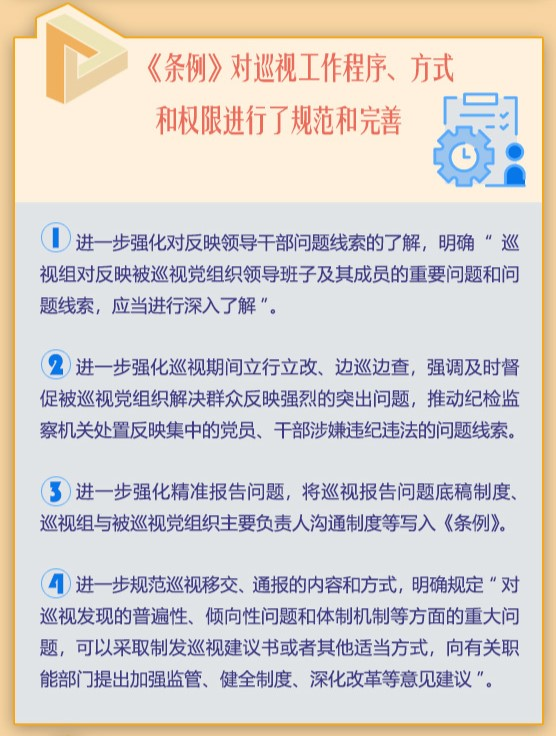 《条例》对巡视工作程序、方式
和权限进行了规范和完善
1 进一步强化对反映领导干部问题线索的了解，明确“巡
视组对反映被巡视党组织领导班子及其成员的重要问题和问
题线索，应当进行深入了解”。
2 进一步强化巡视期间立行立改、边巡边查，强调及时督
促被巡视党组织解决群众反映强烈的突出问题，推动纪检监
察机关处置反映集中的党员、干部涉嫌违纪违法的问题线索。
3 进一步强化精准报告问题，将巡视报告问题底稿制度、
巡视组与被巡视党组织主要负责人沟通制度等写入《条例》。
4 进一步规范巡视移交、通报的内容和方式，明确规定“对
巡视发现的普遍性、倾向性问题和体制机制等方面的重大问
题，可以采取制发巡视建议书或者其他适当方式，向有关职
能部门提出加强监管、健全制度、深化改革等意见建议”。